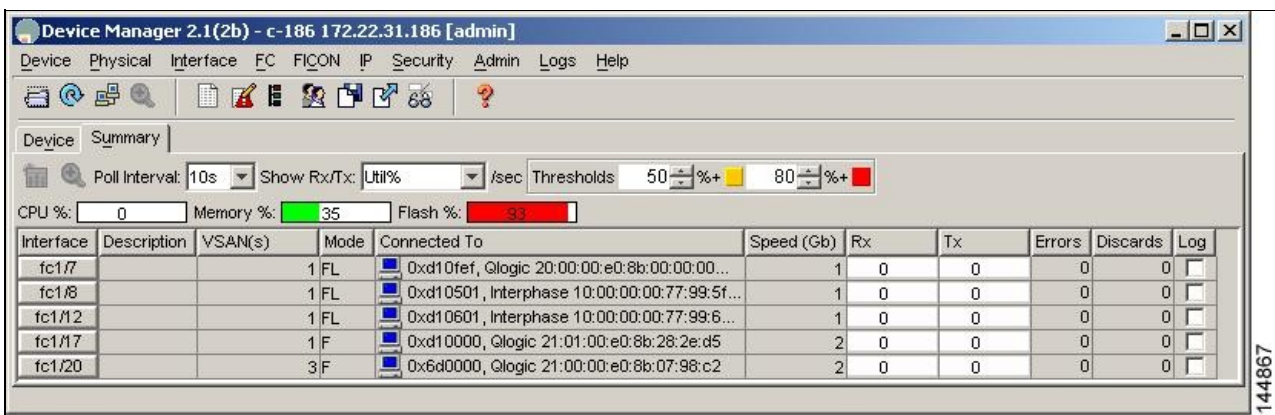 Device Manager 2.1(2b) - c-186 172.22.31.186 [admin]
Device Physical Interface FC FICON IP Security Admin Logs Help
Device Summary
Poll Interval: 10s Show Rx/Tx: Util% /sec Thresholds 50 %+ 80 %+
CPU %: 0 Memory %: 35 Flash %: 93
Interface Description VSAN(s) Mode Connected To Speed (Gb) Rx Tx Errors Discards Log
fc1/7 1 FL 0xd10fef, Qlogic 20:00:00:e0:8b:00:00:00... 1 0 0 0 0
fc1/8 1 FL 0xd10501, Interphase 10:00:00:00:77:99:5f... 1 0 0 0 0
fc1/12 1 FL 0xd10601, Interphase 10:00:00:00:77:99:6... 1 0 0 0 0
fc1/17 1 F 0xd10000, Qlogic 21:01:00:e0:8b:28:2e:d5 2 0 0 0 0
fc1/20 3 F 0x6d0000, Qlogic 21:00:00:e0:8b:07:98:c2 2 0 0 0 0
144867